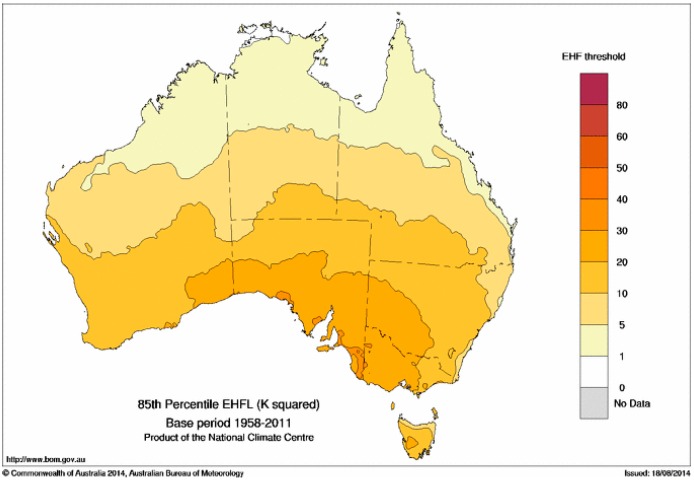 EHF threshold
80
60
50
40
30
20
10
5
1
0
No Data
85th Percentile EHFL (K squared)
Base period 1958-2011
Product of the National Climate Centre
http://www.bom.gov.au
© Commonwealth of Australia 2014, Australian Bureau of Meteorology
Issued: 18/08/2014